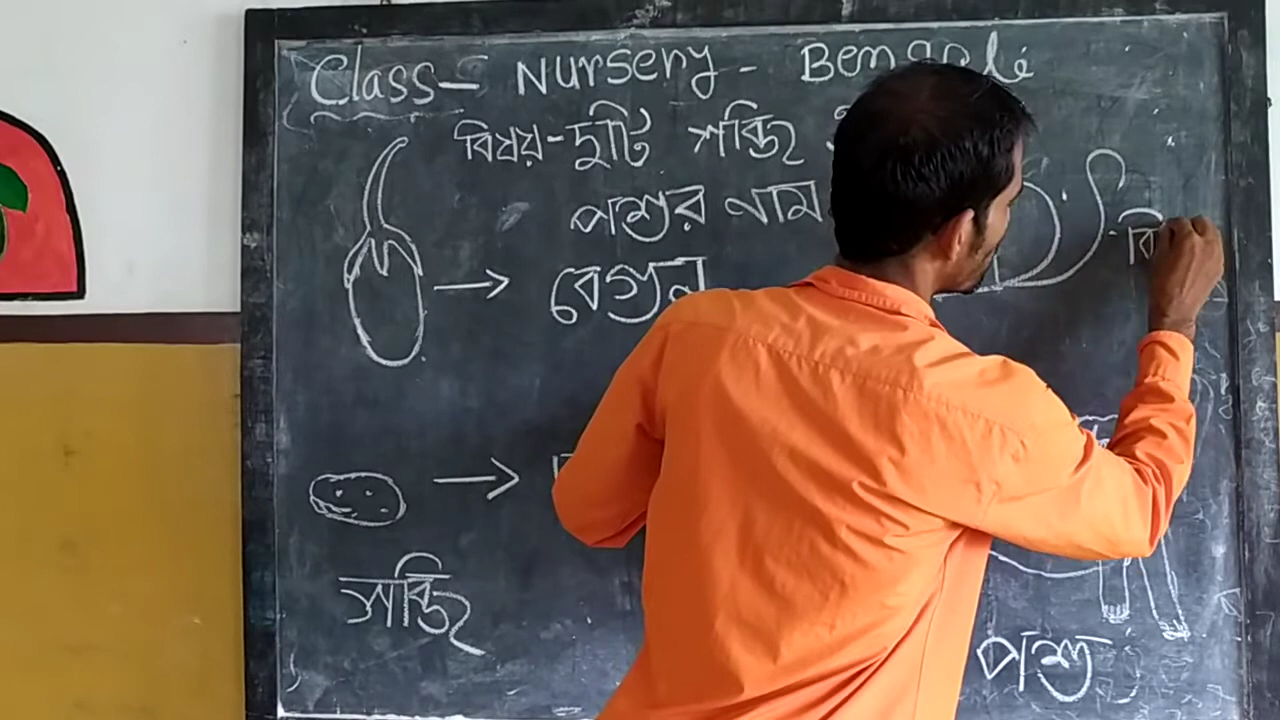 Class- Nursery - Bengali
বিষয়-দুটি সব্জি
পশুর নাম
বেগুন
বি
সব্জি
পশু